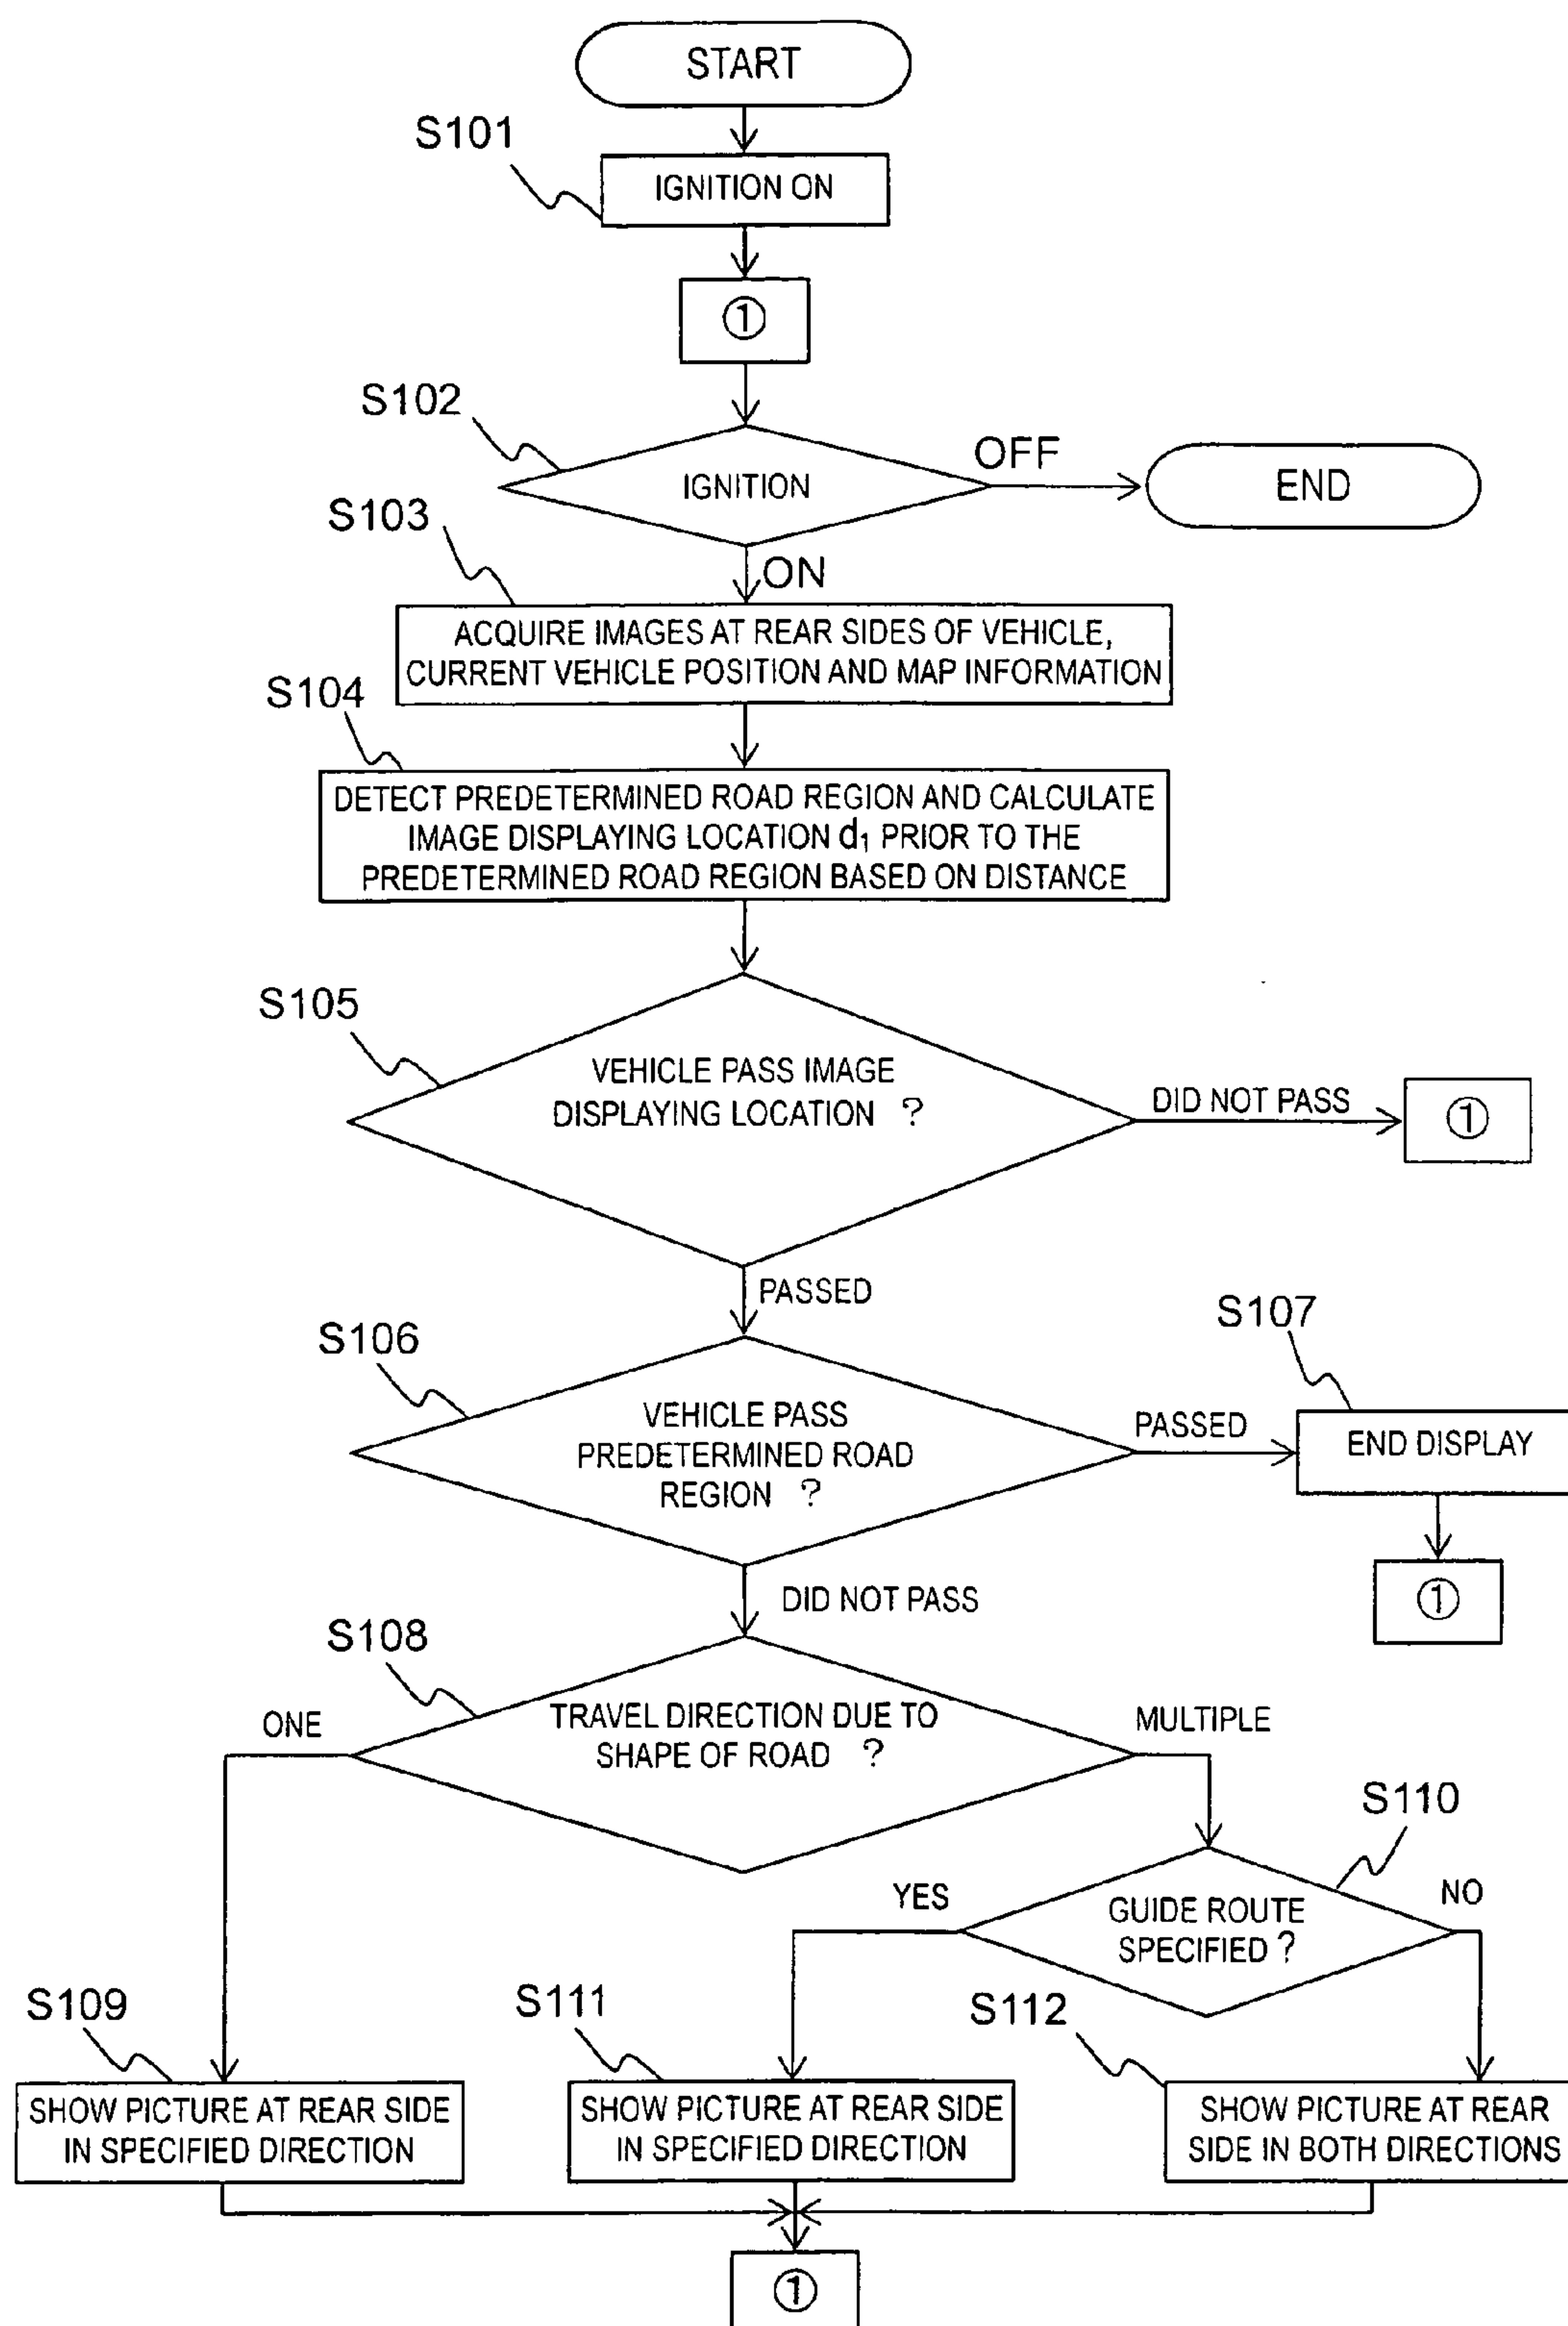 START
S101
IGNITION ON
①
S102
IGNITION
OFF
END
S103
ON
ACQUIRE IMAGES AT REAR SIDES OF VEHICLE,
CURRENT VEHICLE POSITION AND MAP INFORMATION
S104
DETECT PREDETERMINED ROAD REGION AND CALCULATE
IMAGE DISPLAYING LOCATION d₁ PRIOR TO THE
PREDETERMINED ROAD REGION BASED ON DISTANCE
S105
VEHICLE PASS IMAGE
DISPLAYING LOCATION ?
DID NOT PASS
①
PASSED
S106
VEHICLE PASS
PREDETERMINED ROAD
REGION ?
PASSED
S107
END DISPLAY
①
DID NOT PASS
S108
TRAVEL DIRECTION DUE TO
SHAPE OF ROAD ?
ONE
MULTIPLE
S110
GUIDE ROUTE
SPECIFIED ?
YES
NO
S109
SHOW PICTURE AT REAR SIDE
IN SPECIFIED DIRECTION
S111
SHOW PICTURE AT REAR SIDE
IN SPECIFIED DIRECTION
S112
SHOW PICTURE AT REAR
SIDE IN BOTH DIRECTIONS
①